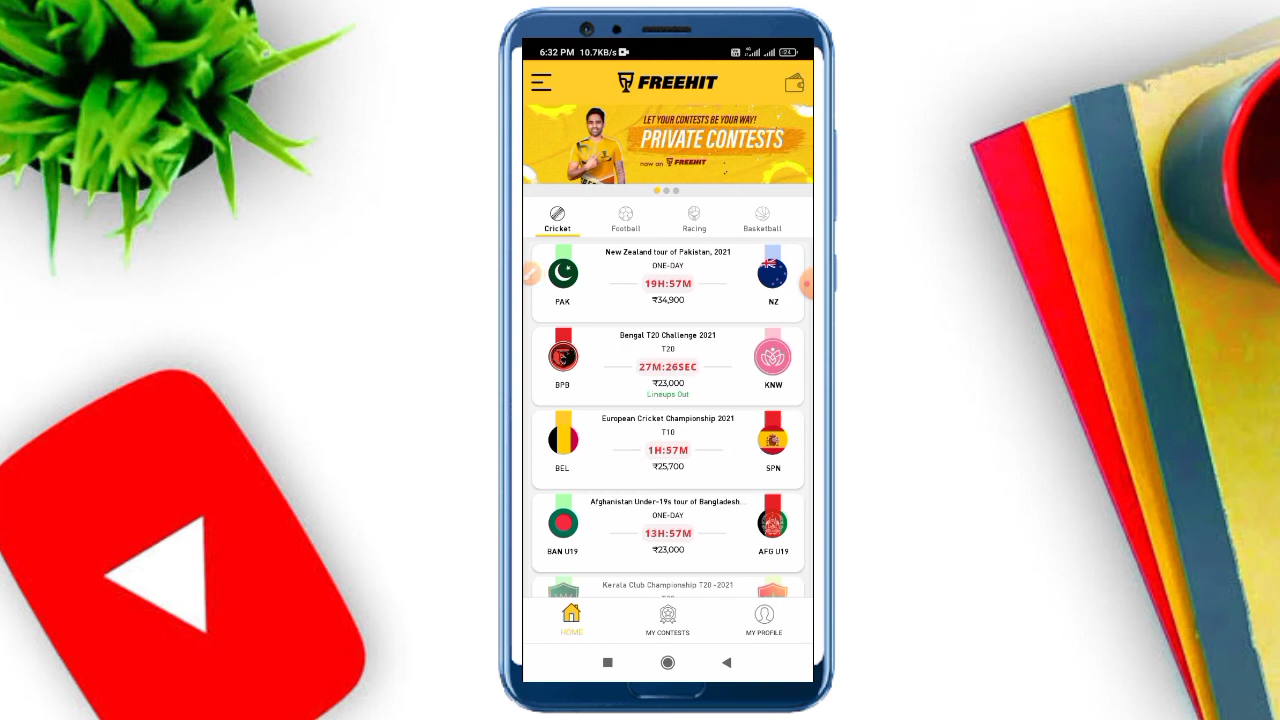 6:32 PM 10.7KB/s
4G
24
FREEHIT
LET YOUR CONTESTS BE YOUR WAY!
PRIVATE CONTESTS
now on FREEHIT
Cricket Football Racing Basketball
New Zealand tour of Pakistan, 2021
ONE-DAY
19H:57M
₹34,900
PAK NZ
Bengal T20 Challenge 2021
T20
27M:26SEC
₹23,000
BPB KNW
Lineups Out
European Cricket Championship 2021
T10
1H:57M
₹25,700
BEL SPN
Afghanistan Under-19s tour of Bangladesh...
ONE-DAY
13H:57M
₹23,000
BAN U19 AFG U19
Kerala Club Championship T20 -2021
HOME MY CONTESTS MY PROFILE